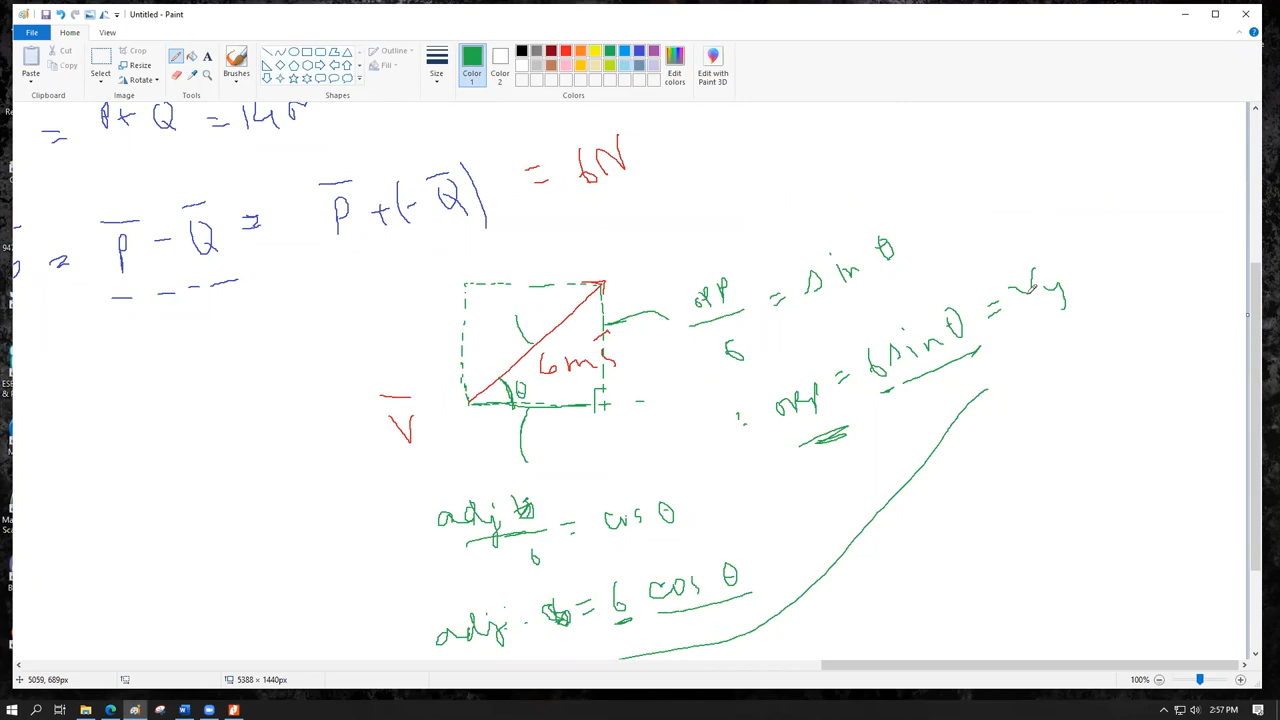 Untitled - Paint
File Home View
Paste Cut Copy Select Crop Resize Rotate Brushes Outline Fill Size Color 1 Color 2 Edit colors Edit with Paint 3D
Clipboard Image Tools Shapes Colors
= P+ Q =
P - Q = P + (- Q) = 6N
opp/6 = sin θ
∴ opp = 6 sin θ = Vy
θ
V
adj/6 = cos θ
adj. = 6 cos θ
5059, 689px 5388 × 1440px 100%
2:57 PM